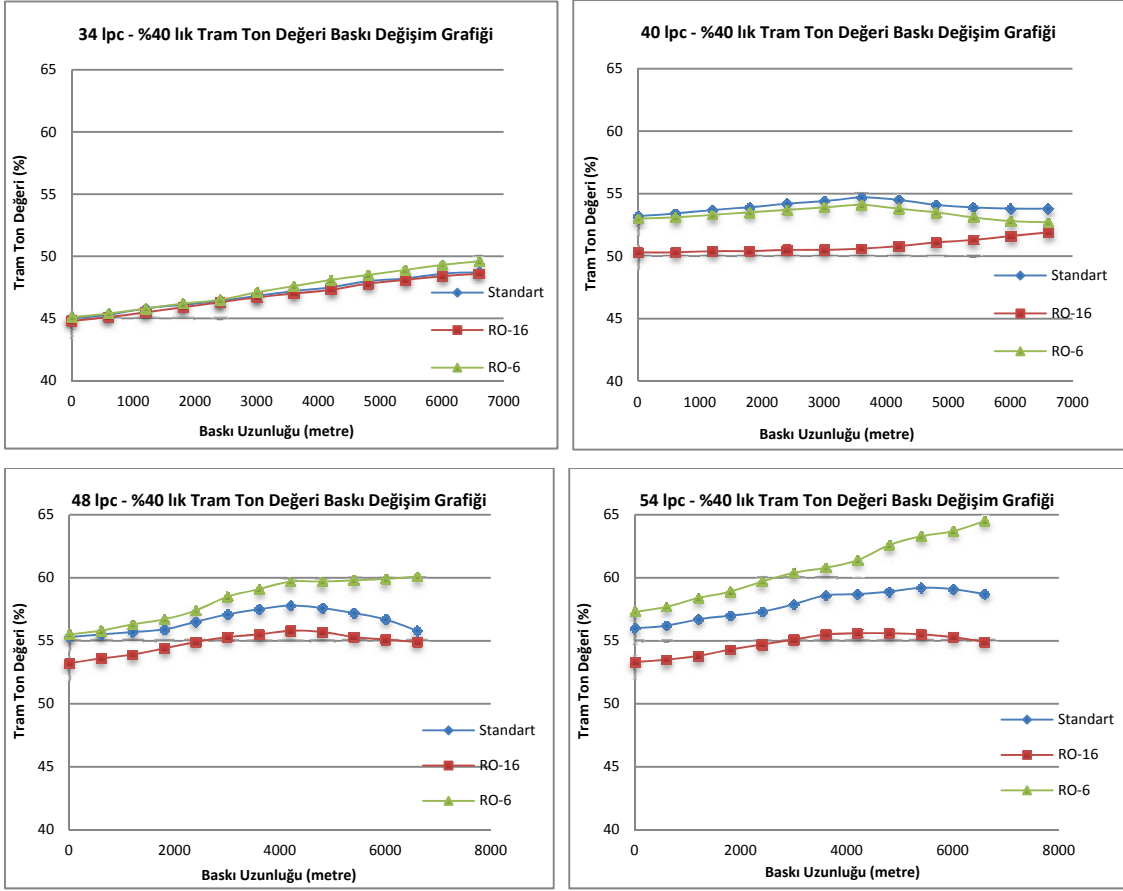 34 lpc - %40 lık Tram Ton Değeri Baskı Değişim Grafiği
Tram Ton Değeri (%)
65
60
55
50
45
40
0 1000 2000 3000 4000 5000 6000 7000
Baskı Uzunluğu (metre)
Standart
RO-16
RO-6
40 lpc - %40 lık Tram Ton Değeri Baskı Değişim Grafiği
Tram Ton Değeri (%)
65
60
55
50
45
40
0 1000 2000 3000 4000 5000 6000 7000
Baskı Uzunluğu (metre)
Standart
RO-16
RO-6
48 lpc - %40 lık Tram Ton Değeri Baskı Değişim Grafiği
Tram Ton Değeri (%)
65
60
55
50
45
40
0 2000 4000 6000 8000
Baskı Uzunluğu (metre)
Standart
RO-16
RO-6
54 lpc - %40 lık Tram Ton Değeri Baskı Değişim Grafiği
Tram Ton Değeri (%)
65
60
55
50
45
40
0 2000 4000 6000 8000
Baskı Uzunluğu (metre)
Standart
RO-16
RO-6